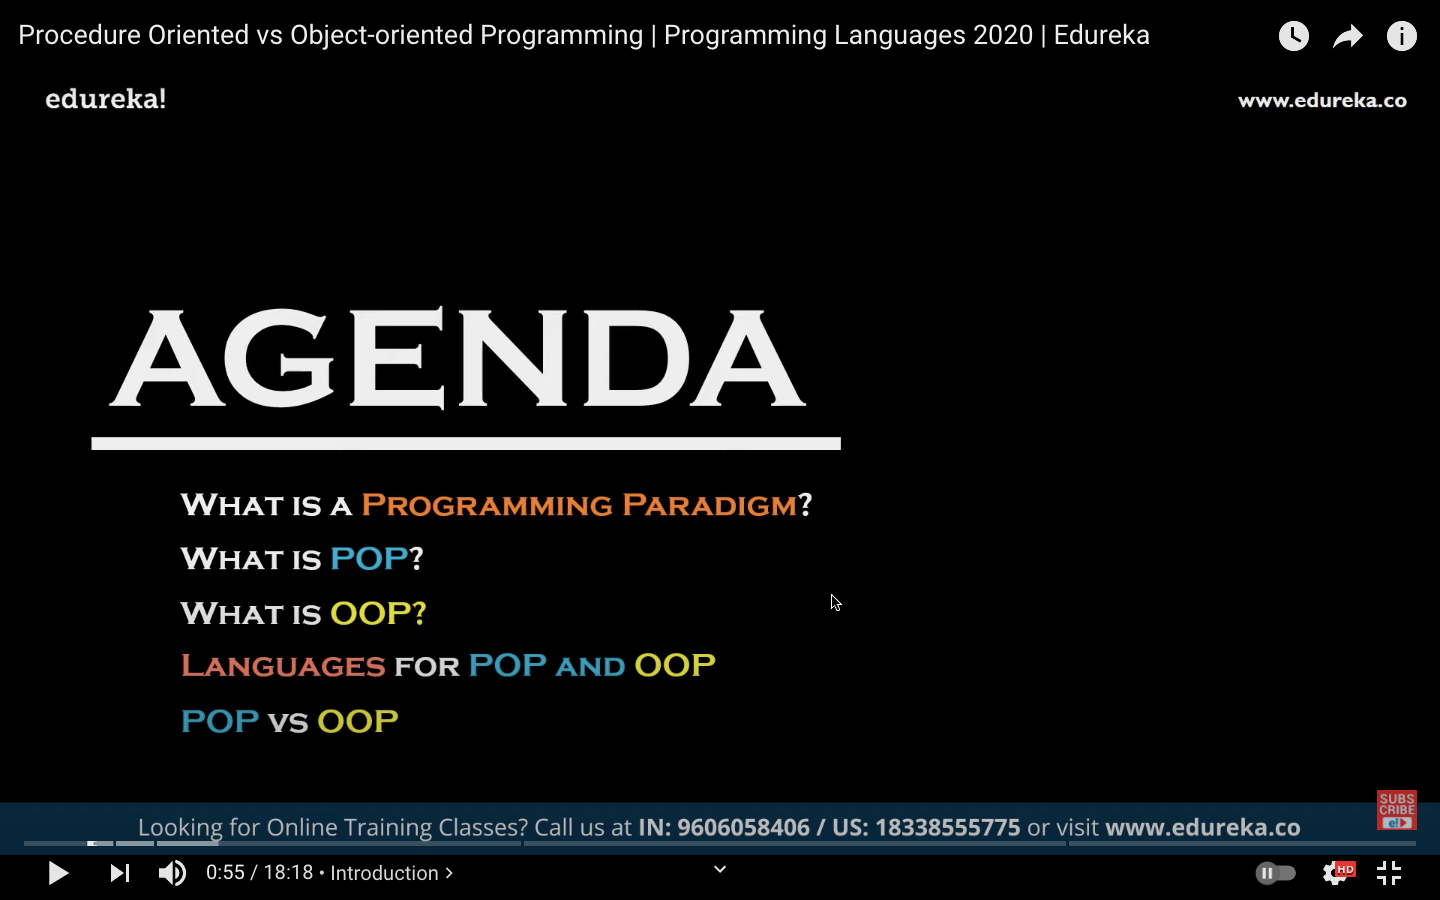 Procedure Oriented vs Object-oriented Programming | Programming Languages 2020 | Edureka
edureka!
www.edureka.co
AGENDA
WHAT IS A PROGRAMMING PARADIGM?
WHAT IS POP?
WHAT IS OOP?
LANGUAGES FOR POP AND OOP
POP VS OOP
SUBS
CRIBE
e!
Looking for Online Training Classes? Call us at IN: 9606058406 / US: 18338555775 or visit www.edureka.co
0:55 / 18:18 • Introduction >
HD